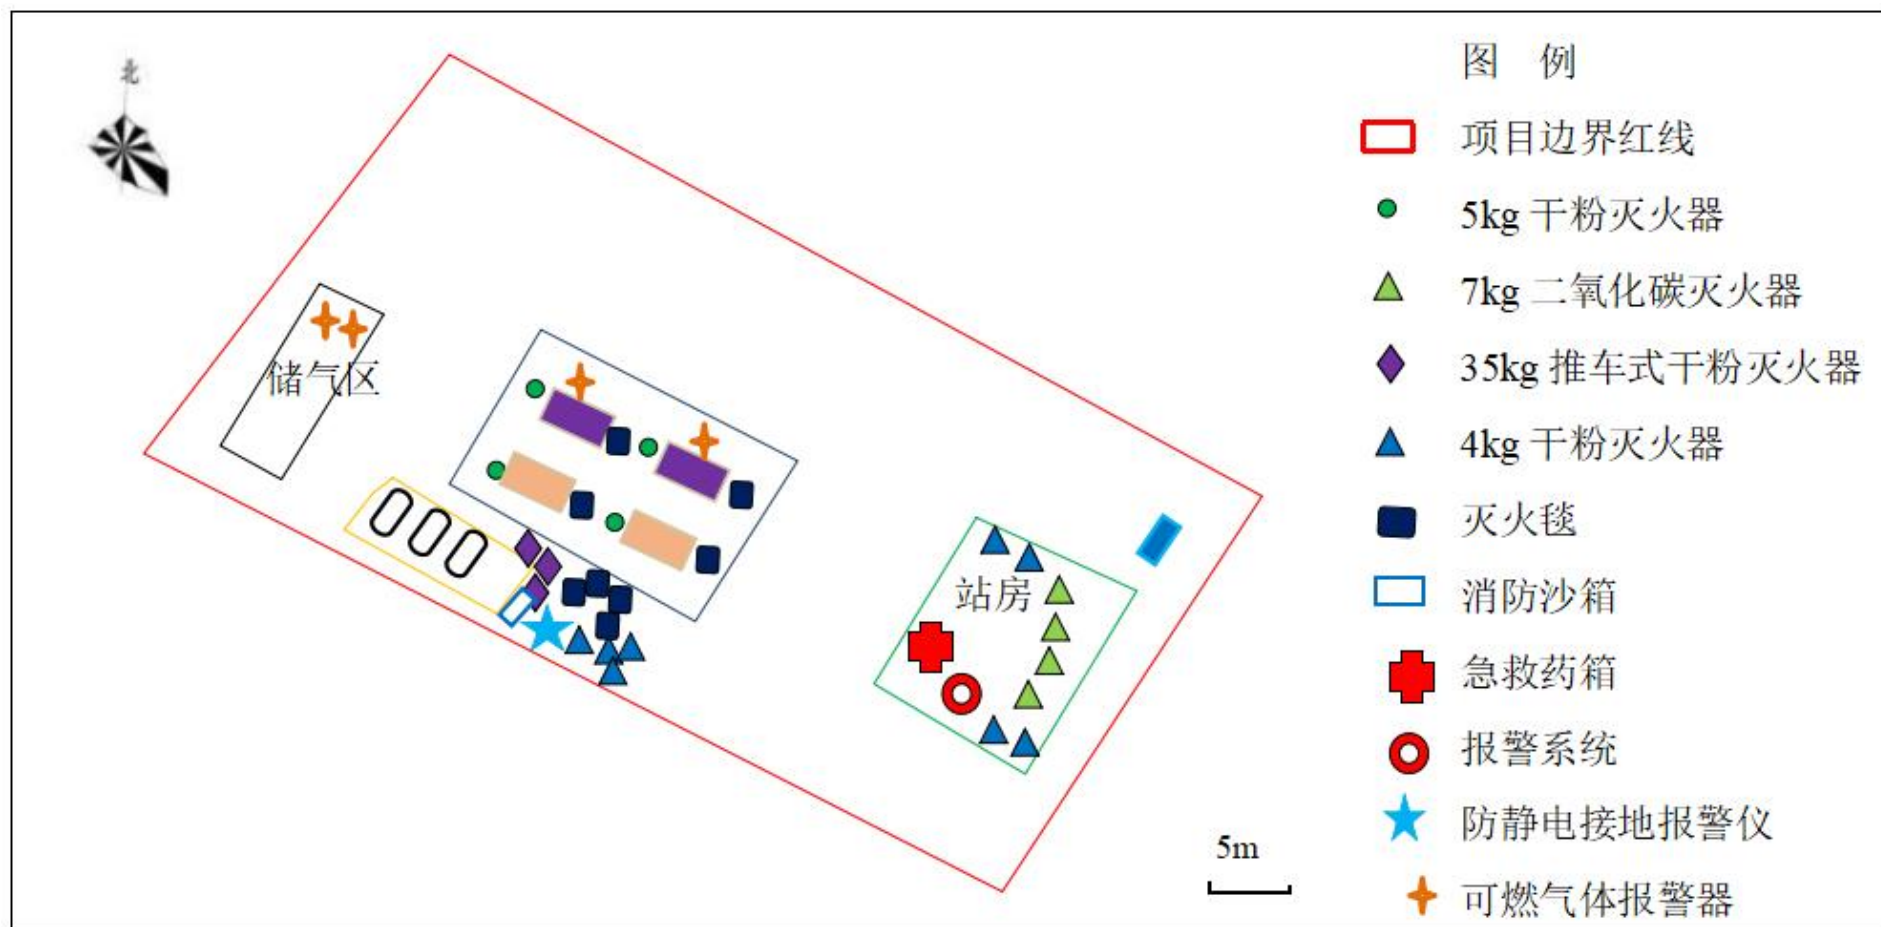 北
储气区
站房
5m
图 例
项目边界红线
5kg 干粉灭火器
7kg 二氧化碳灭火器
35kg 推车式干粉灭火器
4kg 干粉灭火器
灭火毯
消防沙箱
急救药箱
报警系统
防静电接地报警仪
可燃气体报警器